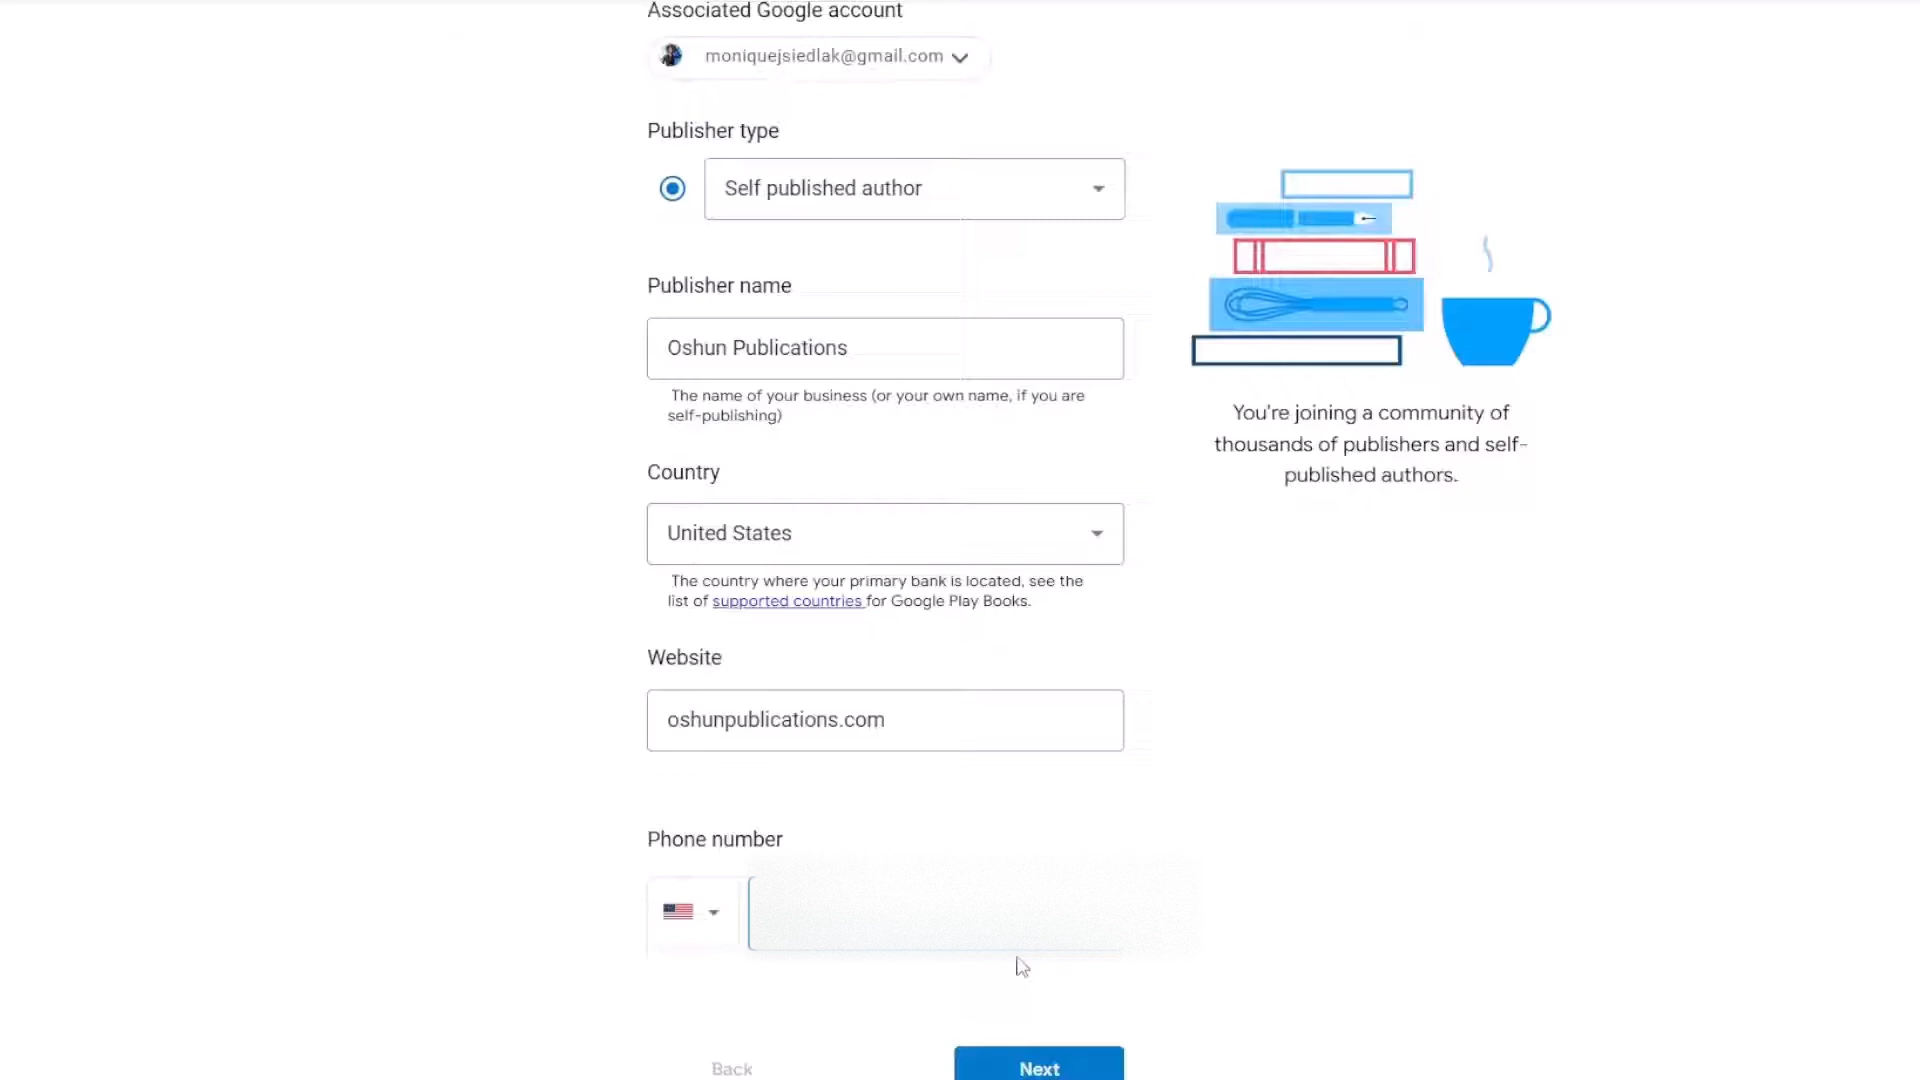 Associated Google account
moniquejsiedlak@gmail.com
Publisher type
Self published author
Publisher name
Oshun Publications
The name of your business (or your own name, if you are
self-publishing)
Country
United States
The country where your primary bank is located, see the
list of supported countries for Google Play Books.
Website
oshunpublications.com
Phone number
Back
Next
You're joining a community of
thousands of publishers and self-
published authors.